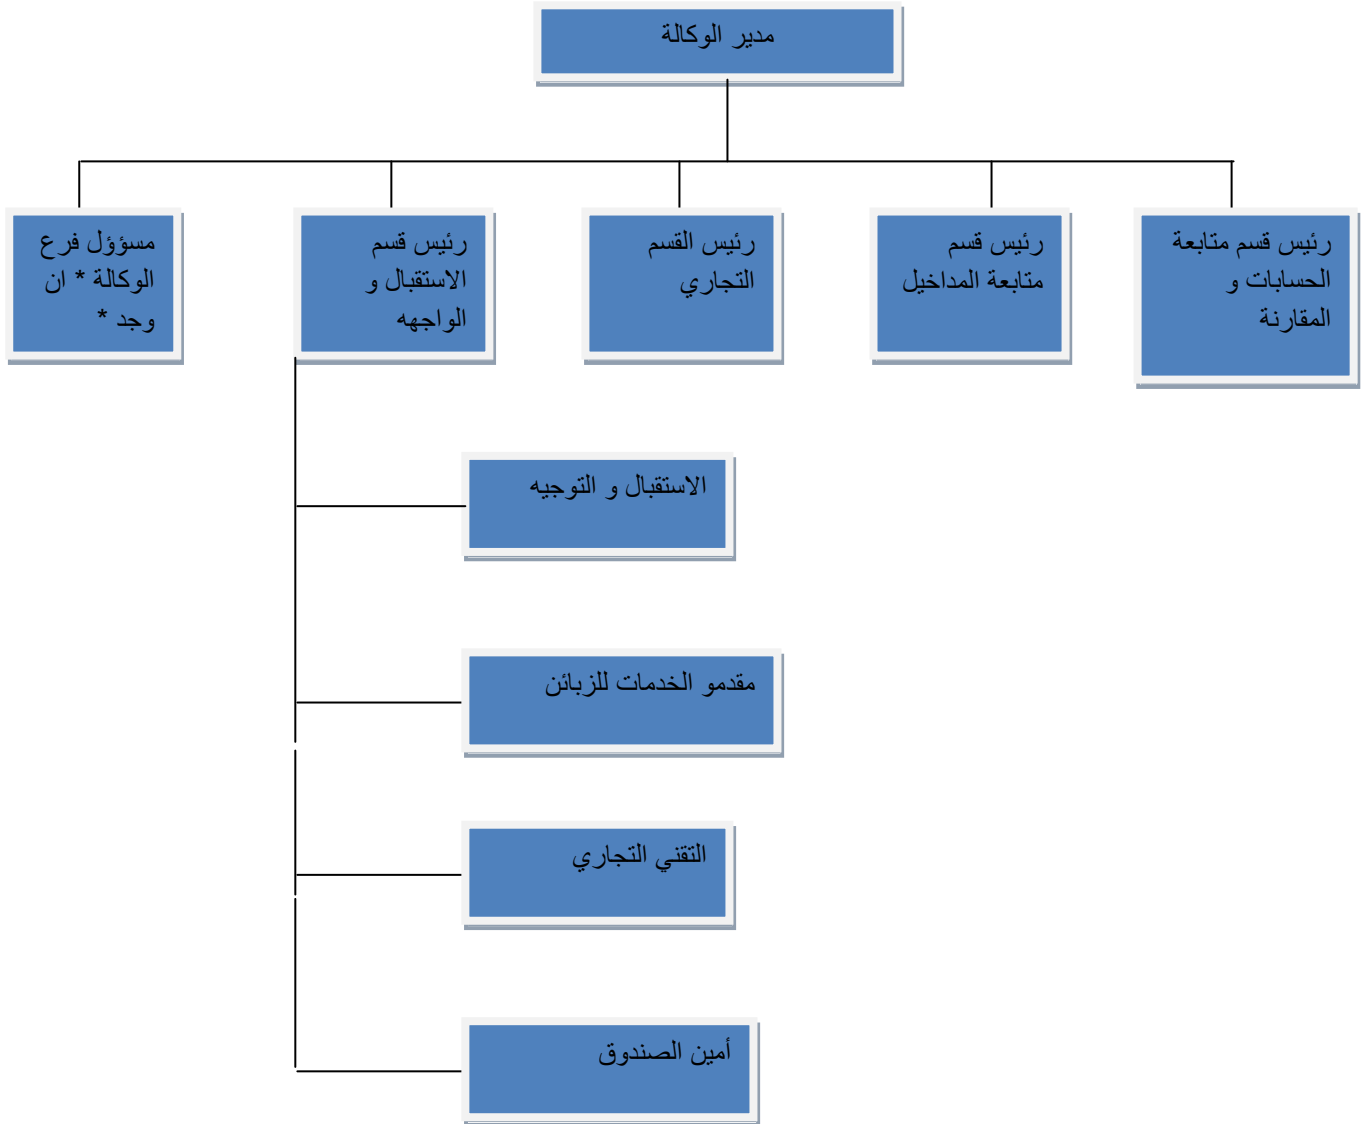 مدير الوكالة
رئيس قسم متابعة
الحسابات و
المقارنة
رئيس قسم
متابعة المداخيل
رئيس القسم
التجاري
رئيس قسم
الاستقبال و
الواجهه
مسؤؤل فرع
الوكالة * ان
وجد *
الاستقبال و التوجيه
مقدمو الخدمات للزبائن
التقني التجاري
أمين الصندوق